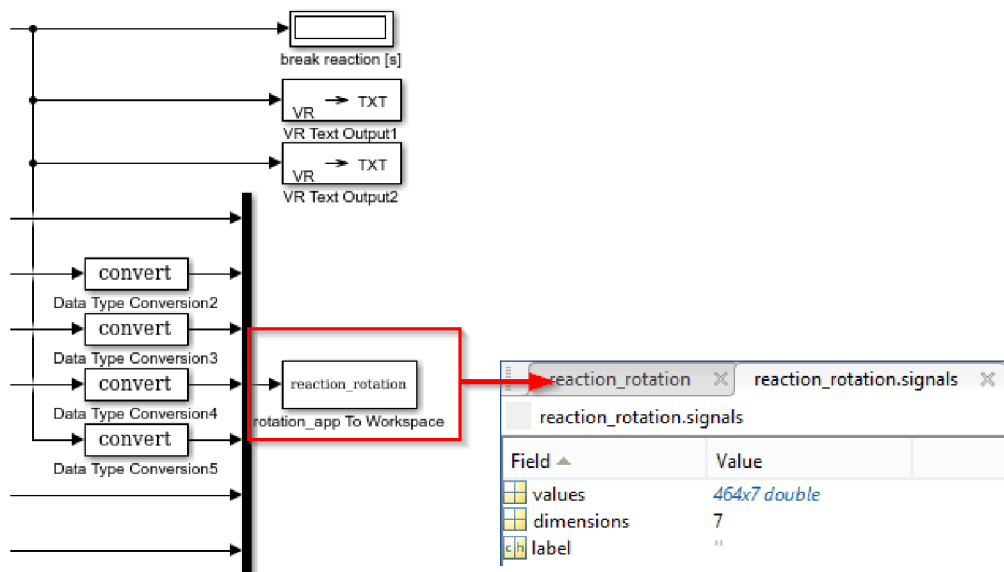 break reaction [s]
VR → TXT
VR Text Output1
VR → TXT
VR Text Output2
convert
Data Type Conversion2
convert
Data Type Conversion3
convert
Data Type Conversion4
convert
Data Type Conversion5
reaction_rotation
rotation_app To Workspace
reaction_rotation × reaction_rotation.signals ×
reaction_rotation.signals
Field Value
values 464x7 double
dimensions 7
ch label ''